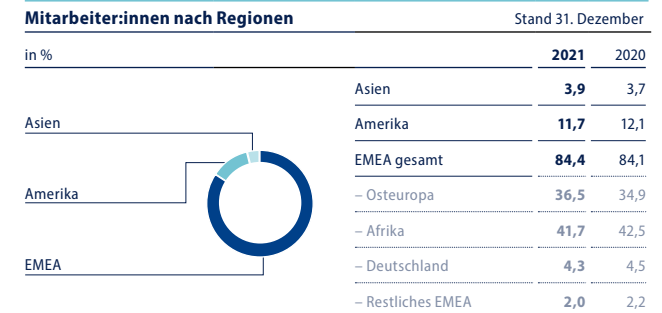 Mitarbeiter:innen nach Regionen Stand 31. Dezember
in % 2021 2020
Asien 3,9 3,7
Amerika 11,7 12,1
EMEA gesamt 84,4 84,1
– Osteuropa 36,5 34,9
– Afrika 41,7 42,5
– Deutschland 4,3 4,5
– Restliches EMEA 2,0 2,2
Asien
Amerika
EMEA